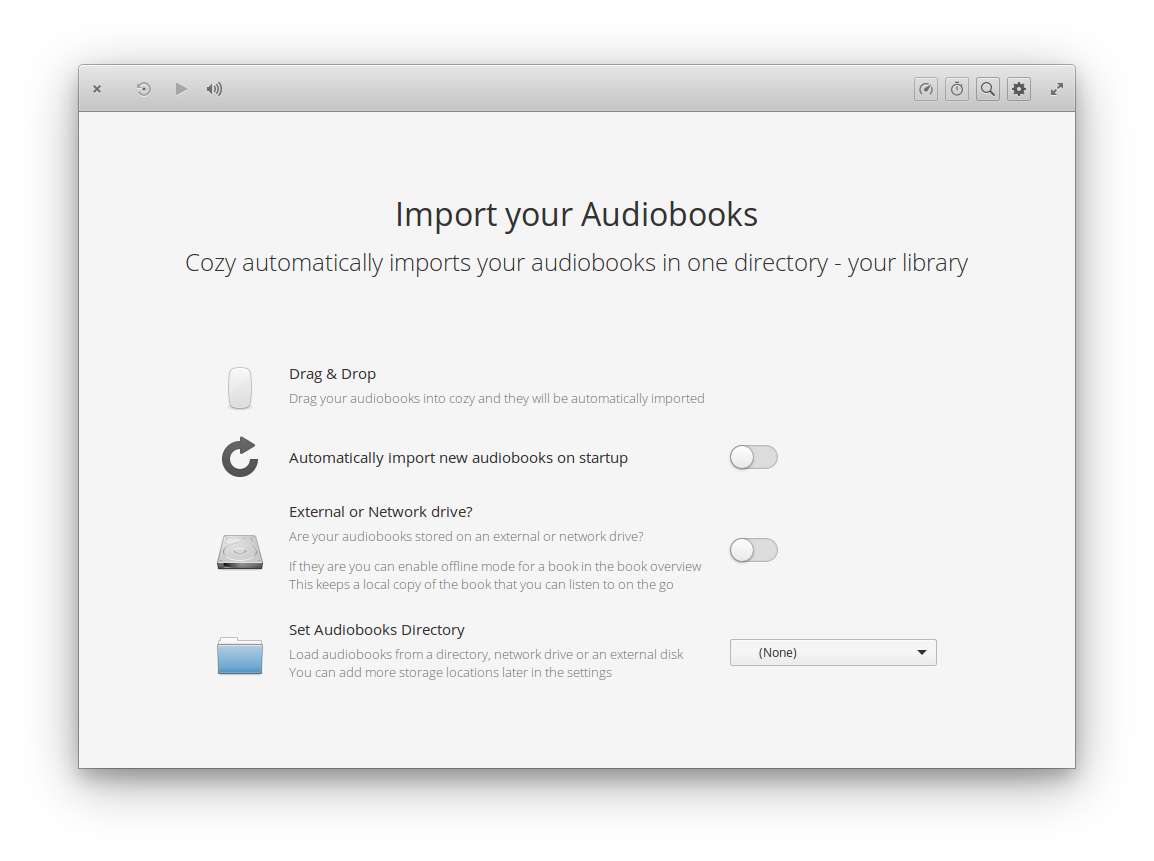 Import your Audiobooks
Cozy automatically imports your audiobooks in one directory - your library
Drag & Drop
Drag your audiobooks into cozy and they will be automatically imported
Automatically import new audiobooks on startup
External or Network drive?
Are your audiobooks stored on an external or network drive?
If they are you can enable offline mode for a book in the book overview
This keeps a local copy of the book that you can listen to on the go
Set Audiobooks Directory
Load audiobooks from a directory, network drive or an external disk
You can add more storage locations later in the settings
(None)